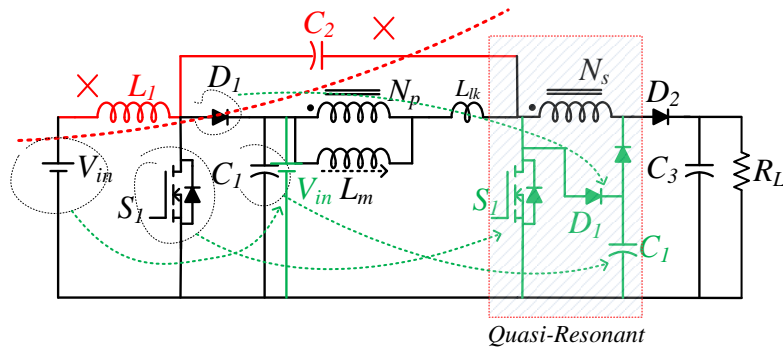 C2
L1
D1
Np
Llk
Ns
D2
Vin
S1
C1
Vin
Lm
S1
D1
C1
C3
RL
Quasi-Resonant